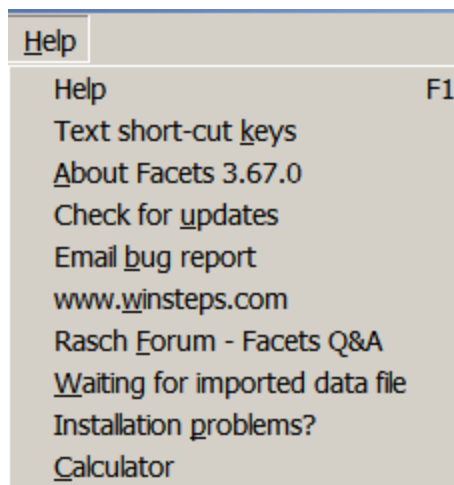 Help
Help F1
Text short-cut keys
About Facets 3.67.0
Check for updates
Email bug report
www.winsteps.com
Rasch Forum - Facets Q&A
Waiting for imported data file
Installation problems?
Calculator